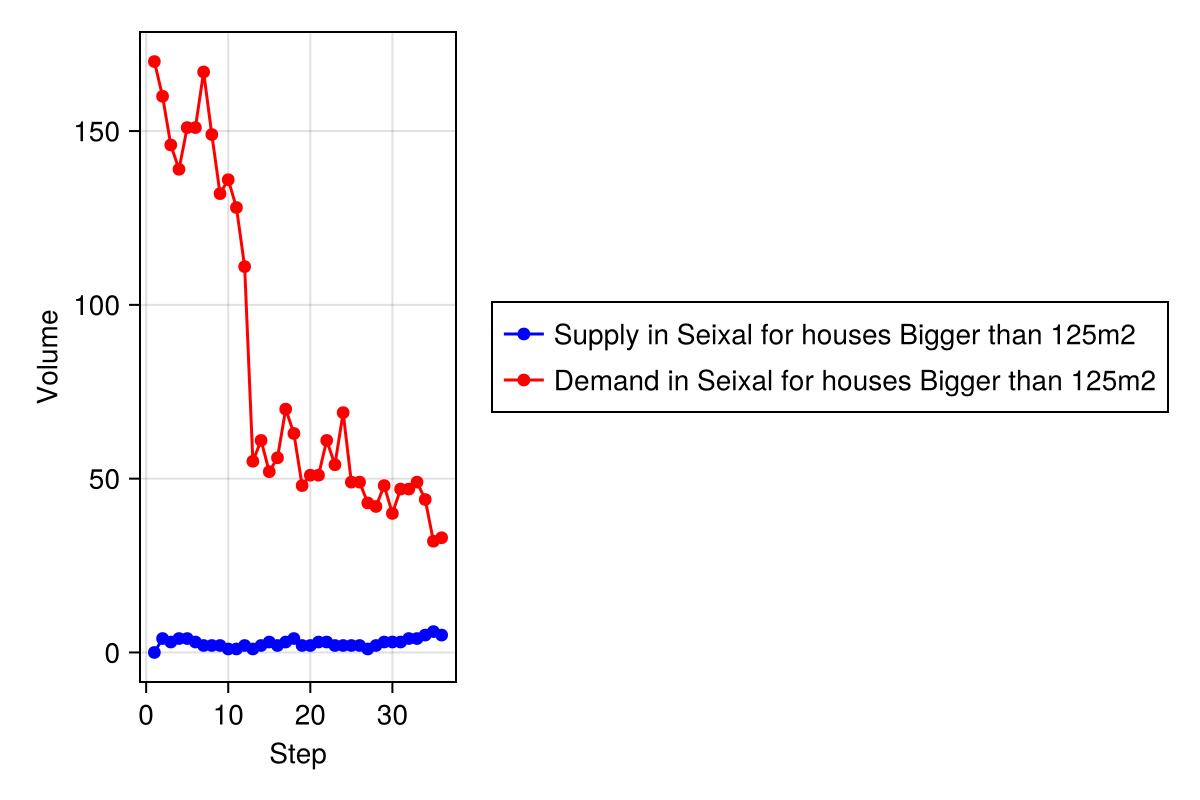 150
100
50
0
Volume
0 10 20 30
Step
Supply in Seixal for houses Bigger than 125m2
Demand in Seixal for houses Bigger than 125m2